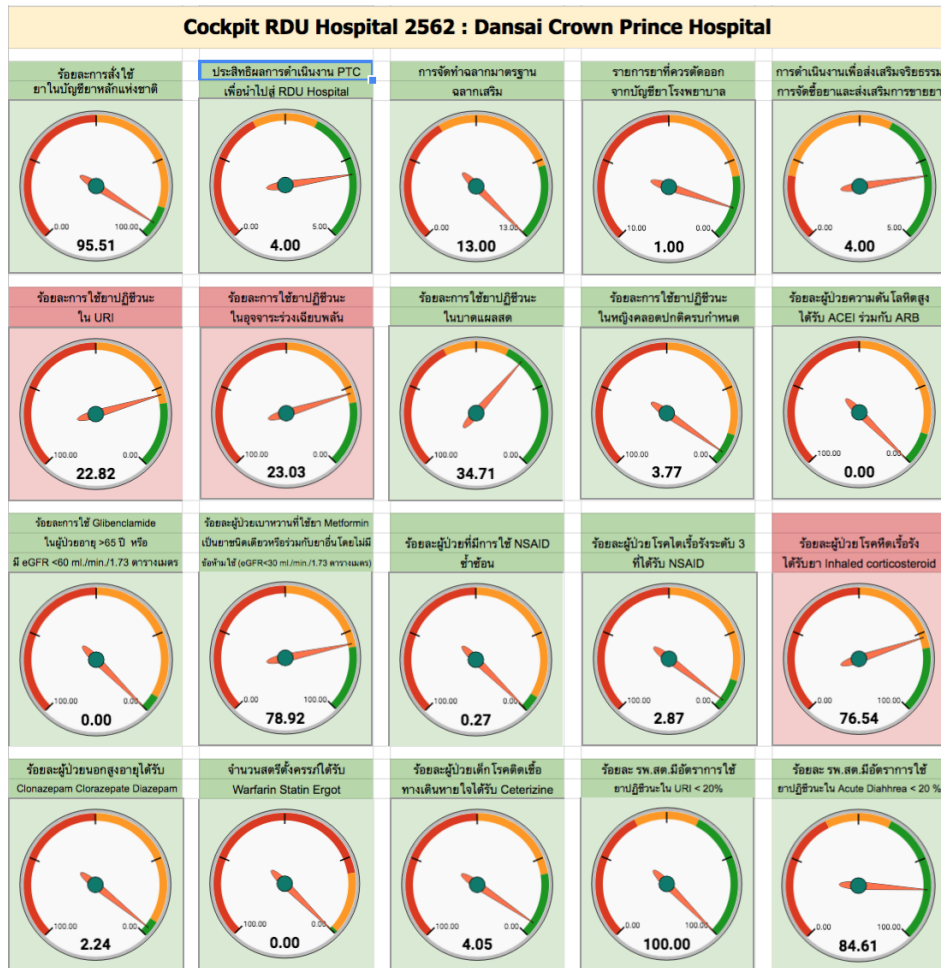 Cockpit RDU Hospital 2562 : Dansai Crown Prince Hospital
ร้อยละการสั่งใช้
ยาในบัญชียาหลักแห่งชาติ
0.00 100.00
95.51
ประสิทธิผลการดำเนินงาน PTC
เพื่อนำไปสู่ RDU Hospital
0.00 5.00
4.00
การจัดทำฉลากมาตรฐาน
ฉลากเสริม
0.00 13.00
13.00
รายการยาที่ควรตัดออก
จากบัญชียาโรงพยาบาล
10.00 0.00
1.00
การดำเนินงานเพื่อส่งเสริมจริยธรรม
การจัดซื้อยาและส่งเสริมการขายยา
0.00 5.00
4.00
ร้อยละการใช้ยาปฏิชีวนะ
ใน URI
100.00 0.00
22.82
ร้อยละการใช้ยาปฏิชีวนะ
ในอุจจาระร่วงเฉียบพลัน
100.00 0.00
23.03
ร้อยละการใช้ยาปฏิชีวนะ
ในบาดแผลสด
100.00 0.00
34.71
ร้อยละการใช้ยาปฏิชีวนะ
ในหญิงคลอดปกติครบกำหนด
100.00 0.00
3.77
ร้อยละผู้ป่วยความดันโลหิตสูง
ได้รับ ACEI ร่วมกับ ARB
100.00 0.00
0.00
ร้อยละการใช้ Glibenclamide
ในผู้ป่วยอายุ >65 ปี หรือ
มี eGFR <60 ml./min./1.73 ตารางเมตร
100.00 0.00
0.00
ร้อยละผู้ป่วยเบาหวานที่ใช้ยา Metformin
เป็นยาชนิดเดียวหรือร่วมกับยาอื่นโดยไม่มี
ข้อห้ามใช้ (eGFR<30 ml./min./1.73 ตารางเมตร)
0.00 100.00
78.92
ร้อยละผู้ป่วยที่มีการใช้ NSAID
ซ้ำซ้อน
100.00 0.00
0.27
ร้อยละผู้ป่วยโรคไตเรื้อรังระดับ 3
ที่ได้รับ NSAID
100.00 0.00
2.87
ร้อยละผู้ป่วยโรคหืดเรื้อรัง
ได้รับยา Inhaled corticosteroid
0.00 100.00
76.54
ร้อยละผู้ป่วยนอกสูงอายุได้รับ
Clonazepam Clorazepate Diazepam
100.00 0.00
2.24
จำนวนสตรีตั้งครรภ์ได้รับ
Warfarin Statin Ergot
100.00 0.00
0.00
ร้อยละผู้ป่วยเด็กโรคติดเชื้อ
ทางเดินหายใจได้รับ Ceterizine
100.00 0.00
4.05
ร้อยละ รพ.สต.มีอัตราการใช้
ยาปฏิชีวนะใน URI < 20%
0.00 100.00
100.00
ร้อยละ รพ.สต.มีอัตราการใช้
ยาปฏิชีวนะใน Acute Diahhrea < 20 %
0.00 100.00
84.61